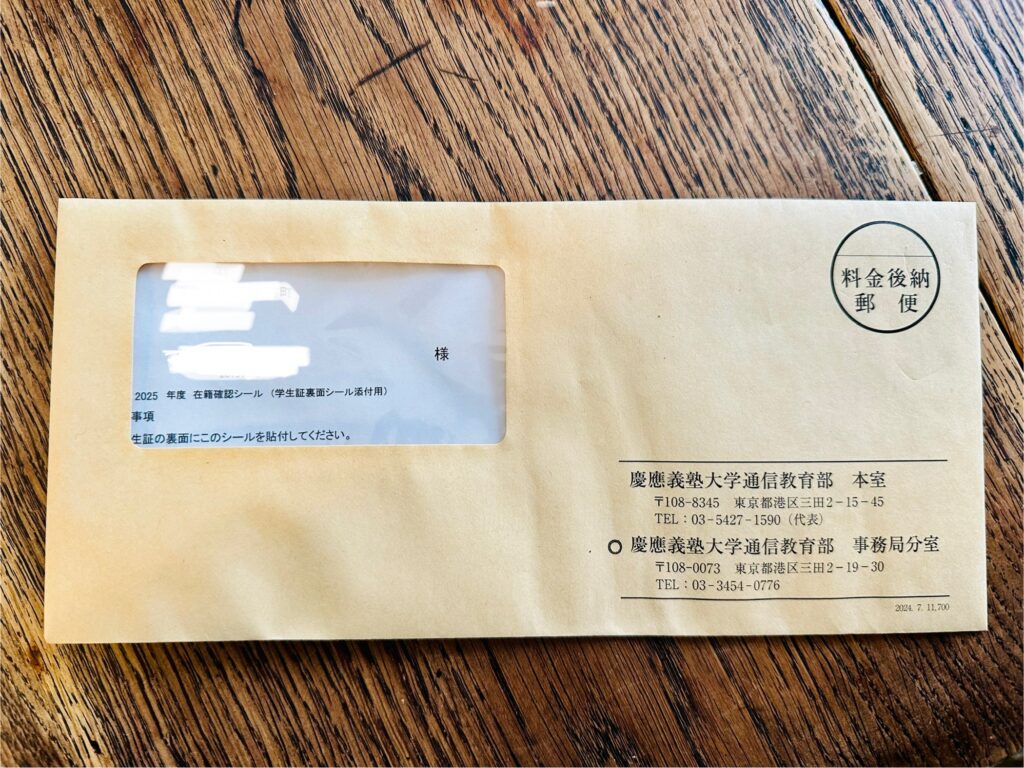 様
2025 年度 在籍確認シール （学生証裏面シール添付用）
事項
生証の裏面にこのシールを貼付してください。
料金後納
郵 便
慶應義塾大学通信教育部 本室
〒108-8345 東京都港区三田2-15-45
TEL：03-5427-1590（代表）
○ 慶應義塾大学通信教育部 事務局分室
〒108-0073 東京都港区三田2-19-30
TEL：03-3454-0776
2024. 7. 11,700